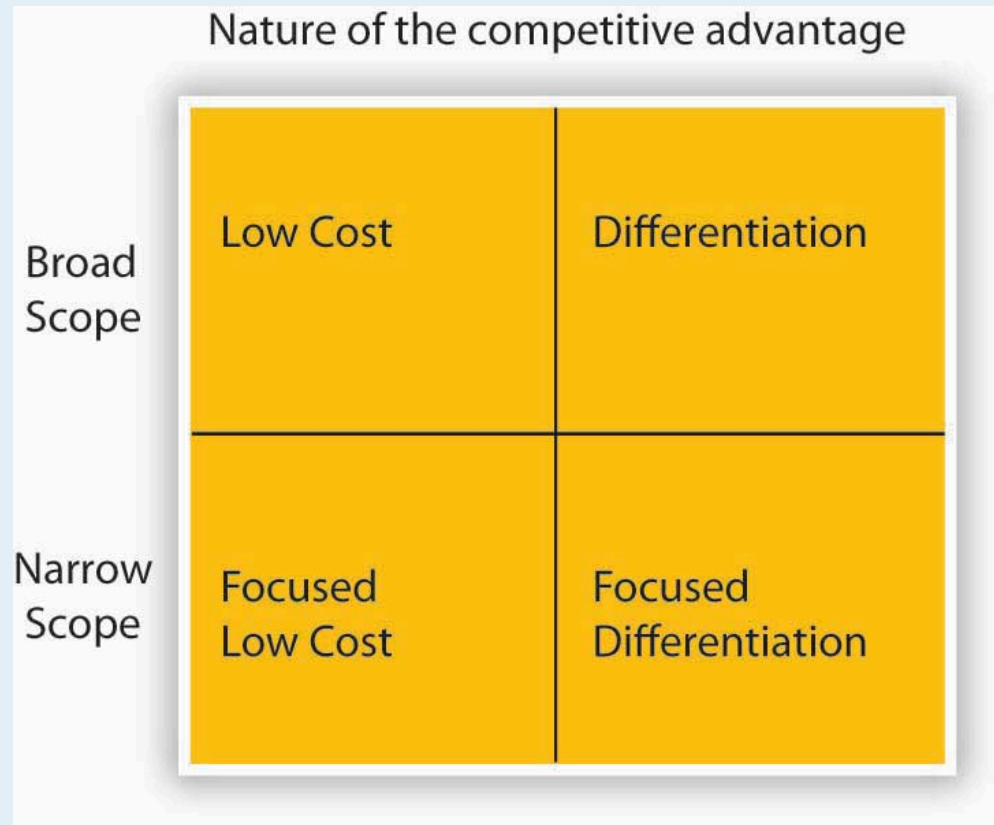 Nature of the competitive advantage
Broad
Scope
Low Cost
Differentiation
Narrow
Scope
Focused
Low Cost
Focused
Differentiation